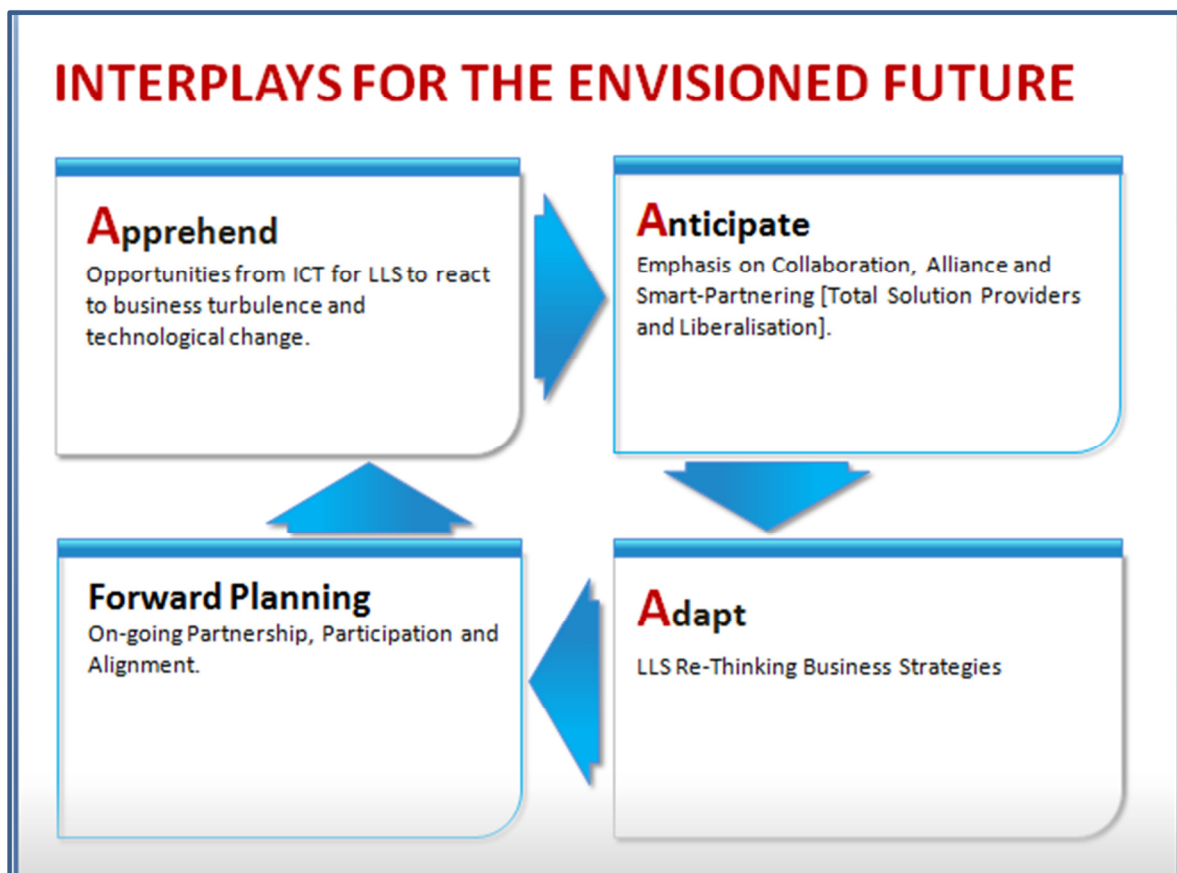 INTERPLAYS FOR THE ENVISIONED FUTURE
Apprehend
Opportunities from ICT for LLS to react
to business turbulence and
technological change.
Anticipate
Emphasis on Collaboration, Alliance and
Smart-Partnering [Total Solution Providers
and Liberalisation].
Forward Planning
On-going Partnership, Participation and
Alignment.
Adapt
LLS Re-Thinking Business Strategies